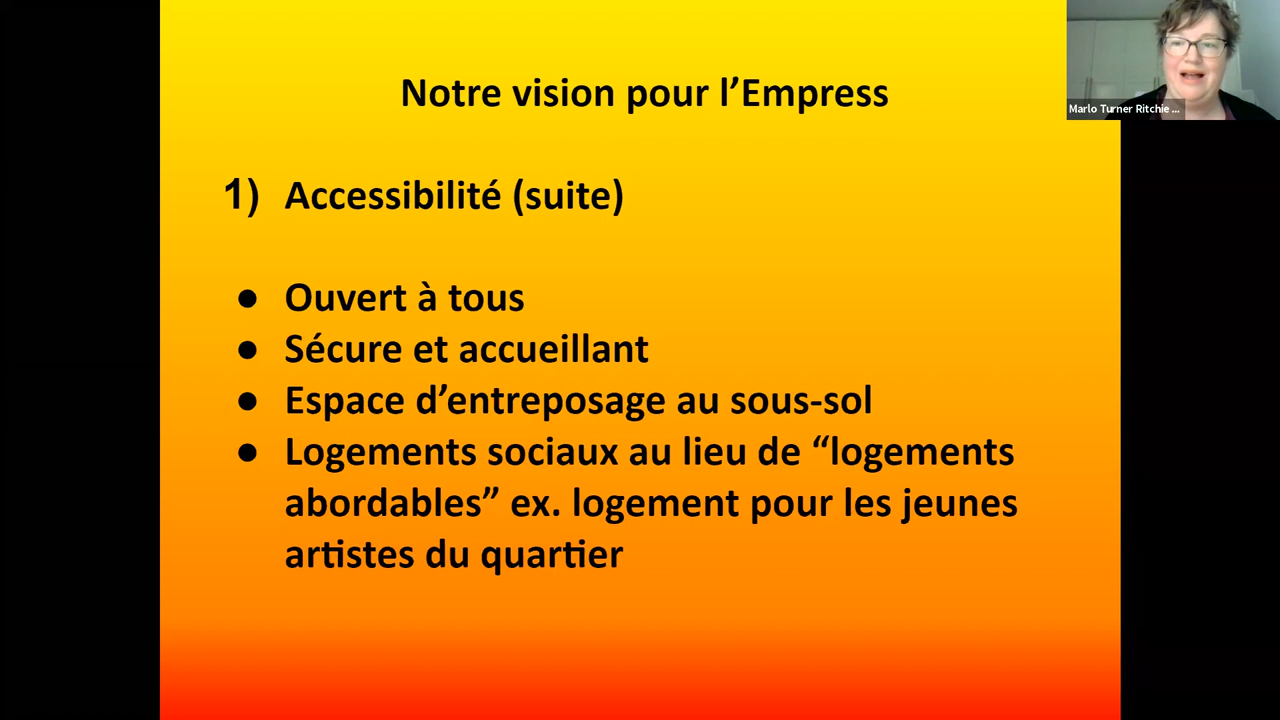 Notre vision pour l’Empress
Marlo Turner Ritchie ...
1) Accessibilité (suite)
● Ouvert à tous
● Sécure et accueillant
● Espace d’entreposage au sous-sol
● Logements sociaux au lieu de “logements
abordables” ex. logement pour les jeunes
artistes du quartier